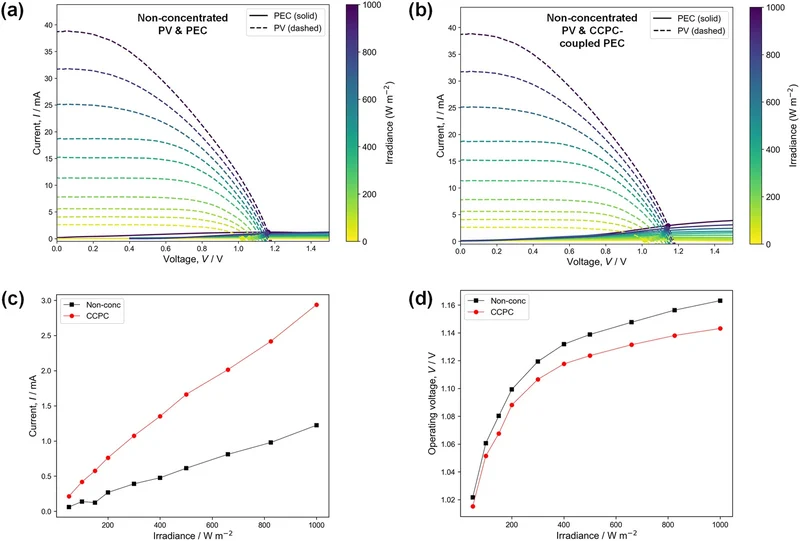 (a)
Non-concentrated
PV & PEC
PEC (solid)
PV (dashed)
40
35
30
25
20
15
10
5
0
Current, I / mA
0.0 0.2 0.4 0.6 0.8 1.0 1.2 1.4
Voltage, V / V
1000
800
600
400
200
0
Irradiance (W m−2)
(b)
Non-concentrated
PV & CCPC-
coupled PEC
PEC (solid)
PV (dashed)
40
35
30
25
20
15
10
5
0
Current, I / mA
0.0 0.2 0.4 0.6 0.8 1.0 1.2 1.4
Voltage, V / V
1000
800
600
400
200
0
Irradiance (W m−2)
(c)
Non-conc
CCPC
3.0
2.5
2.0
1.5
1.0
0.5
0.0
Current, I / mA
200 400 600 800 1000
Irradiance / W m−2
(d)
Non-conc
CCPC
1.16
1.14
1.12
1.10
1.08
1.06
1.04
1.02
Operating voltage, V / V
200 400 600 800 1000
Irradiance / W m−2